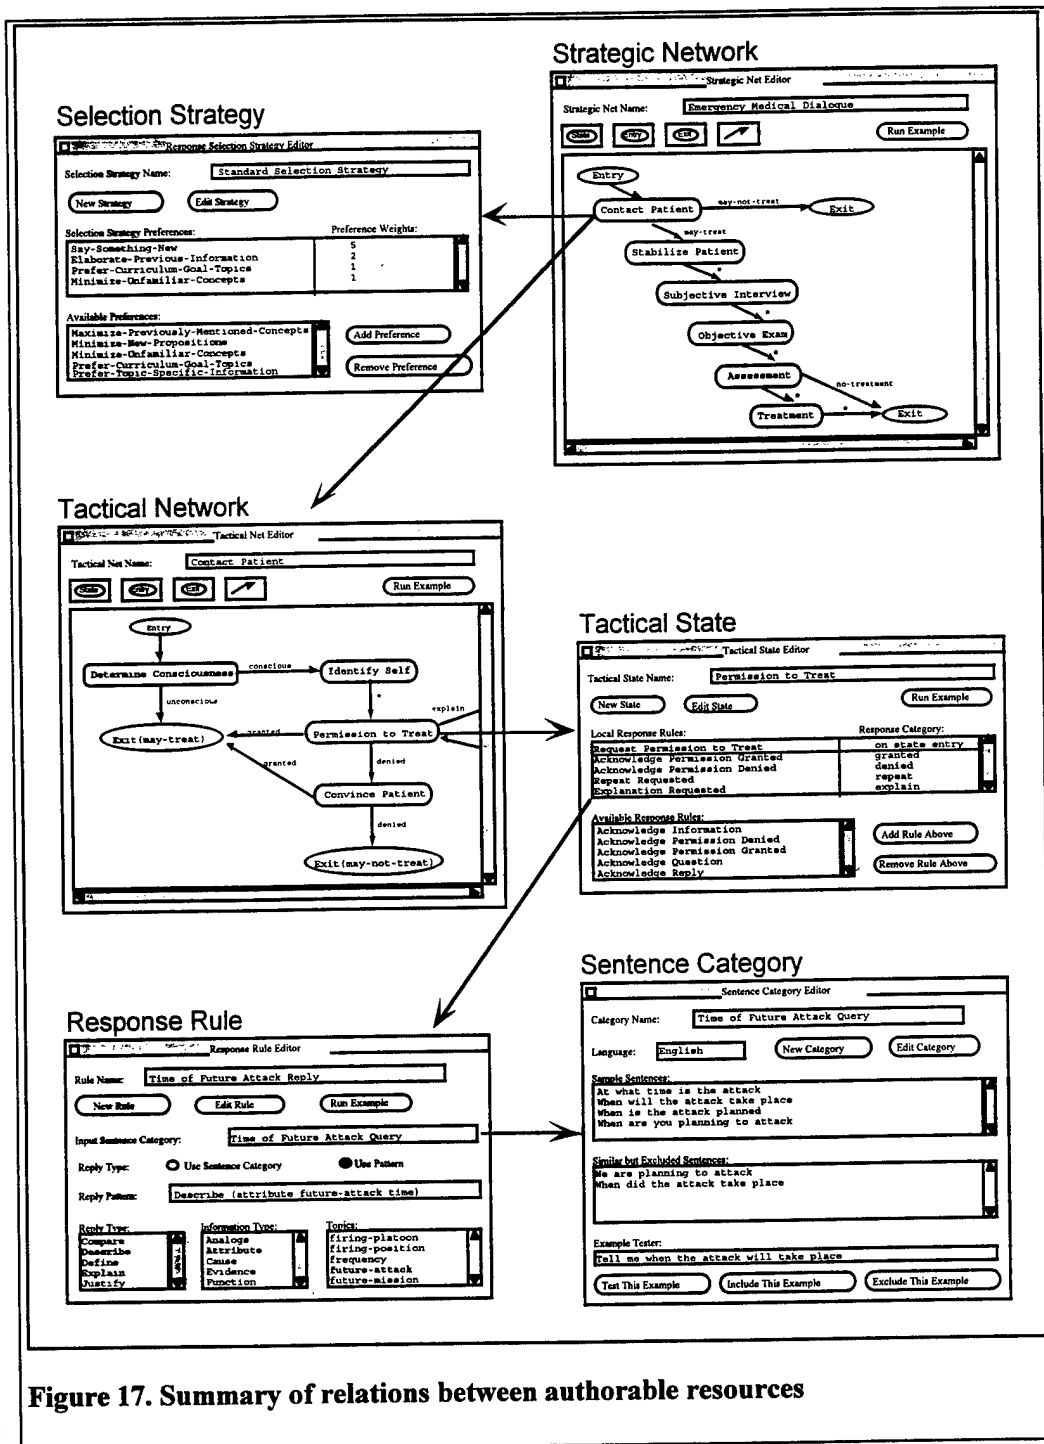 Strategic Network
Strategic Net Editor
Strategic Net Name: Emergency Medical Dialogue
State Entry Exit Run Example
Entry
Contact Patient
may-not-treat
Exit
may-treat
Stabilize Patient
*
Subjective Interview
*
Objective Exam
*
Assessment
no-treatment
*
Treatment
*
Exit
Selection Strategy
Response Selection Strategy Editor
Selection Strategy Name: Standard Selection Strategy
New Strategy Edit Strategy
Selection Strategy Preferences: Preference Weights:
Say-Something-New 5
Elaborate-Previous-Information 2
Prefer-Curriculum-Goal-Topics 1
Minimize-Unfamiliar-Concepts 1
Available Preferences:
Maximize-Previously-Mentioned-Concepts
Minimize-New-Propositions
Minimize-Unfamiliar-Concepts
Prefer-Curriculum-Goal-Topics
Prefer-Topic-Specific-Information
Add Preference
Remove Preference
Tactical Network
Tactical Net Editor
Tactical Net Name: Contact Patient
State Entry Exit Run Example
Entry
Determine Consciousness
conscious
Identify Self
unconscious
*
explain
Exit(may-treat)
granted
Permission to Treat
granted
denied
Convince Patient
denied
Exit(may-not-treat)
Tactical State
Tactical State Editor
Tactical State Name: Permission to Treat
New State Edit State Run Example
Local Response Rules: Response Category:
Request Permission to Treat on state entry
Acknowledge Permission Granted granted
Acknowledge Permission Denied denied
Repeat Requested repeat
Explanation Requested explain
Available Response Rules:
Acknowledge Information
Acknowledge Permission Denied
Acknowledge Permission Granted
Acknowledge Question
Acknowledge Reply
Add Rule Above
Remove Rule Above
Response Rule
Response Rule Editor
Rule Name: Time of Future Attack Reply
New Rule Edit Rule Run Example
Input Sentence Category: Time of Future Attack Query
Reply Type: Use Sentence Category Use Pattern
Reply Pattern: Describe (attribute future-attack time)
Reply Type: Information Type: Topics:
Compare Analogs firing-platoon
Describe Attribute firing-position
Define Cause frequency
Explain Evidence future-attack
Justify Function future-mission
Sentence Category
Sentence Category Editor
Category Name: Time of Future Attack Query
Language: English New Category Edit Category
Sample Sentences:
At what time is the attack
When will the attack take place
When is the attack planned
When are you planning to attack
Similar but Excluded Sentences:
We are planning to attack
When did the attack take place
Example Tester:
Tell me when the attack will take place
Test This Example Include This Example Exclude This Example
Figure 17. Summary of relations between authorable resources